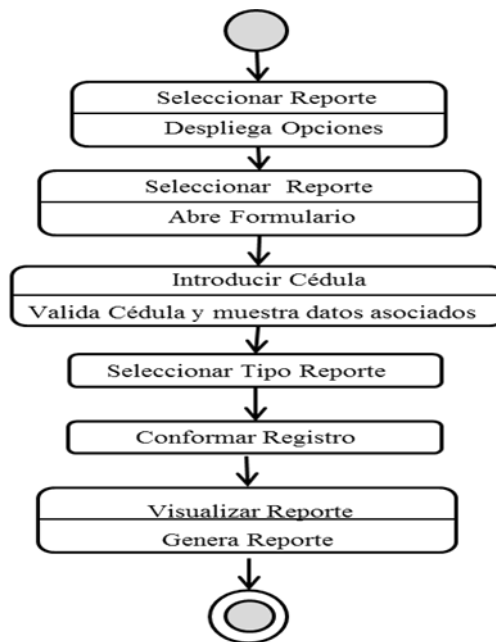 Seleccionar Reporte
Despliega Opciones
Seleccionar Reporte
Abre Formulario
Introducir Cédula
Valida Cédula y muestra datos asociados
Seleccionar Tipo Reporte
Conformar Registro
Visualizar Reporte
Genera Reporte